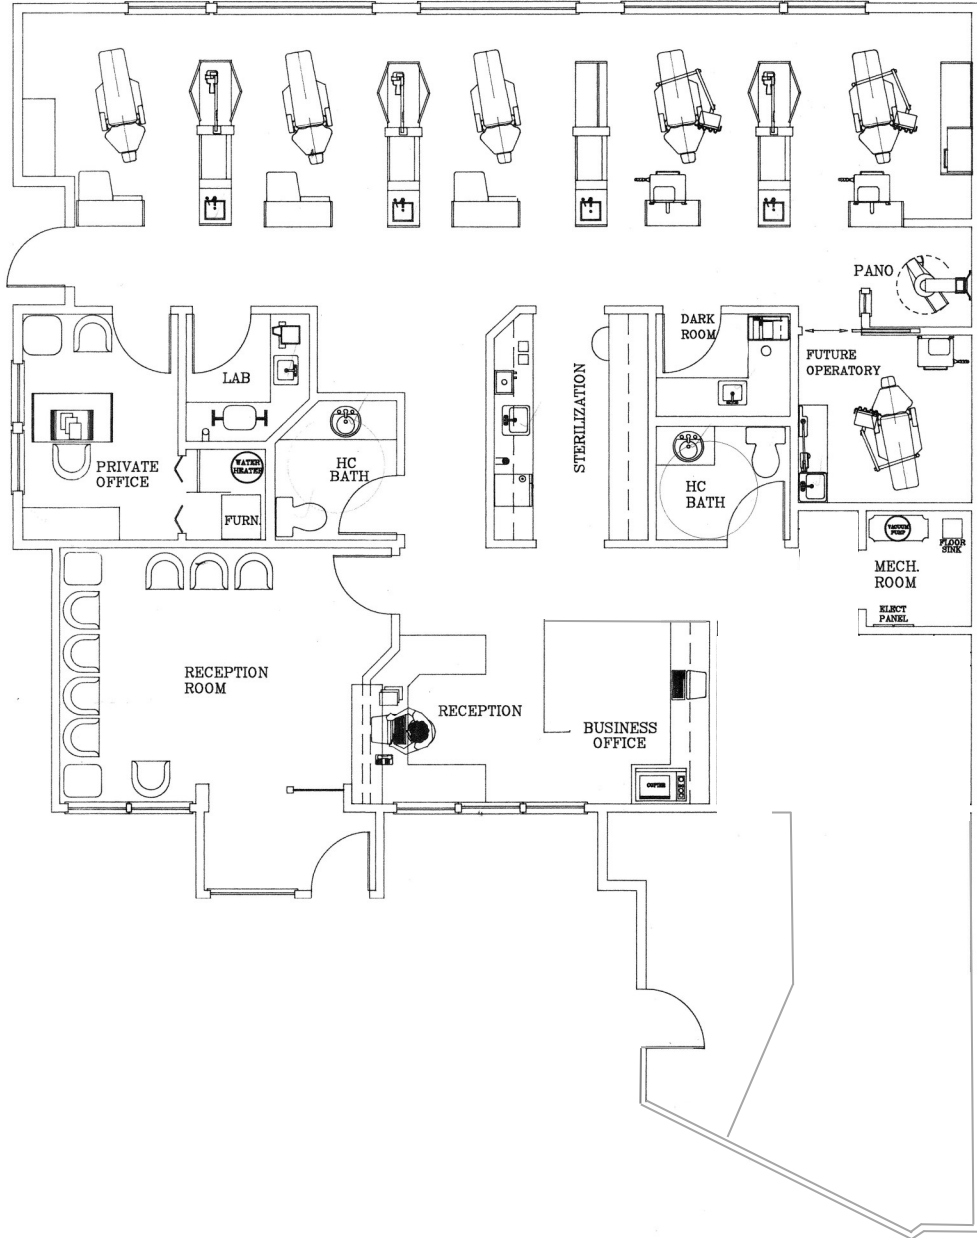 PANO
DARK
ROOM
FUTURE
OPERATORY
LAB
STERILIZATION
PRIVATE
OFFICE
WATER
HEATER
HC
BATH
FURN.
HC
BATH
VACUUM
PUMP
FLOOR
SINK
MECH.
ROOM
ELECT
PANEL
RECEPTION
ROOM
RECEPTION
BUSINESS
OFFICE
COPIER